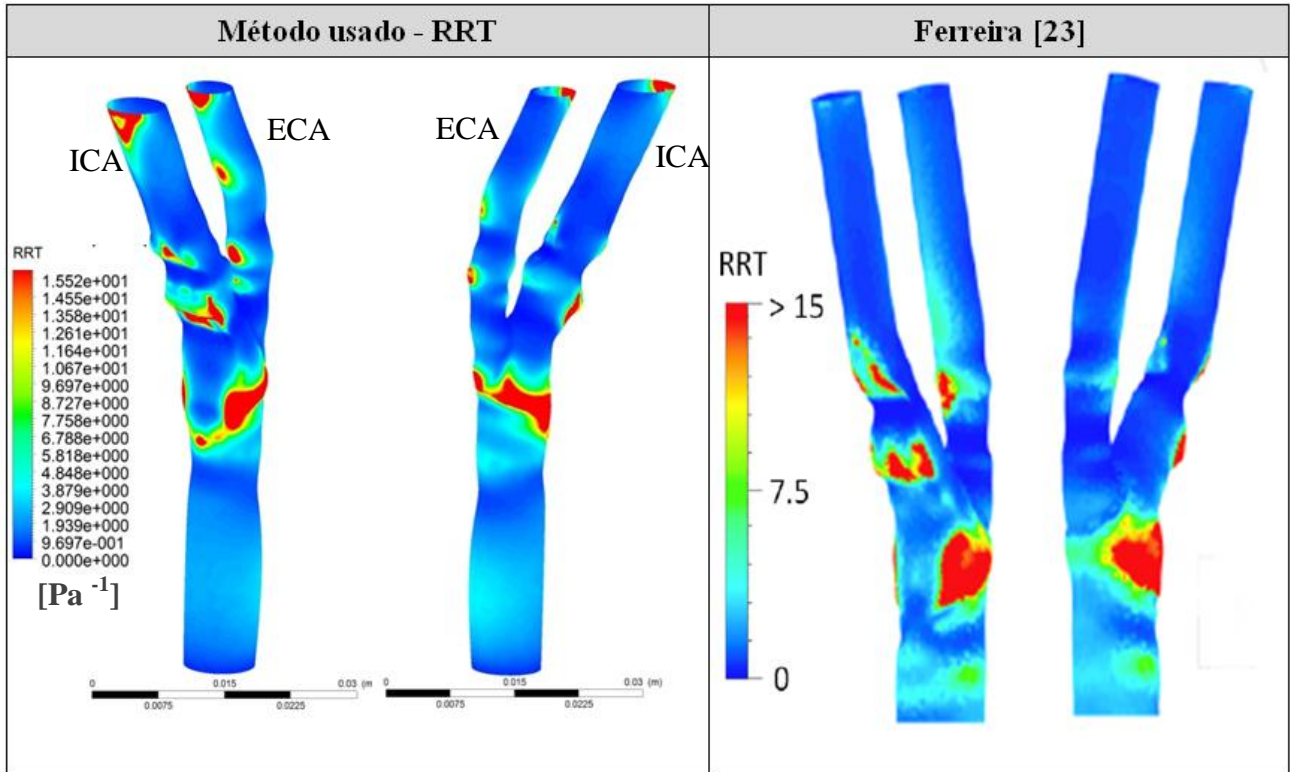 Método usado - RRT
Ferreira [23]
ICA
ECA
ECA
ICA
RRT
1.552e+001
1.455e+001
1.358e+001
1.261e+001
1.164e+001
1.067e+001
9.697e+000
8.727e+000
7.758e+000
6.788e+000
5.818e+000
4.848e+000
3.879e+000
2.909e+000
1.939e+000
9.697e-001
0.000e+000
[Pa -1]
0 0.015 0.03 (m
0.0075 0.0225
0 0.015 0.03 (m)
0.0075 0.0225
RRT
> 15
7.5
0